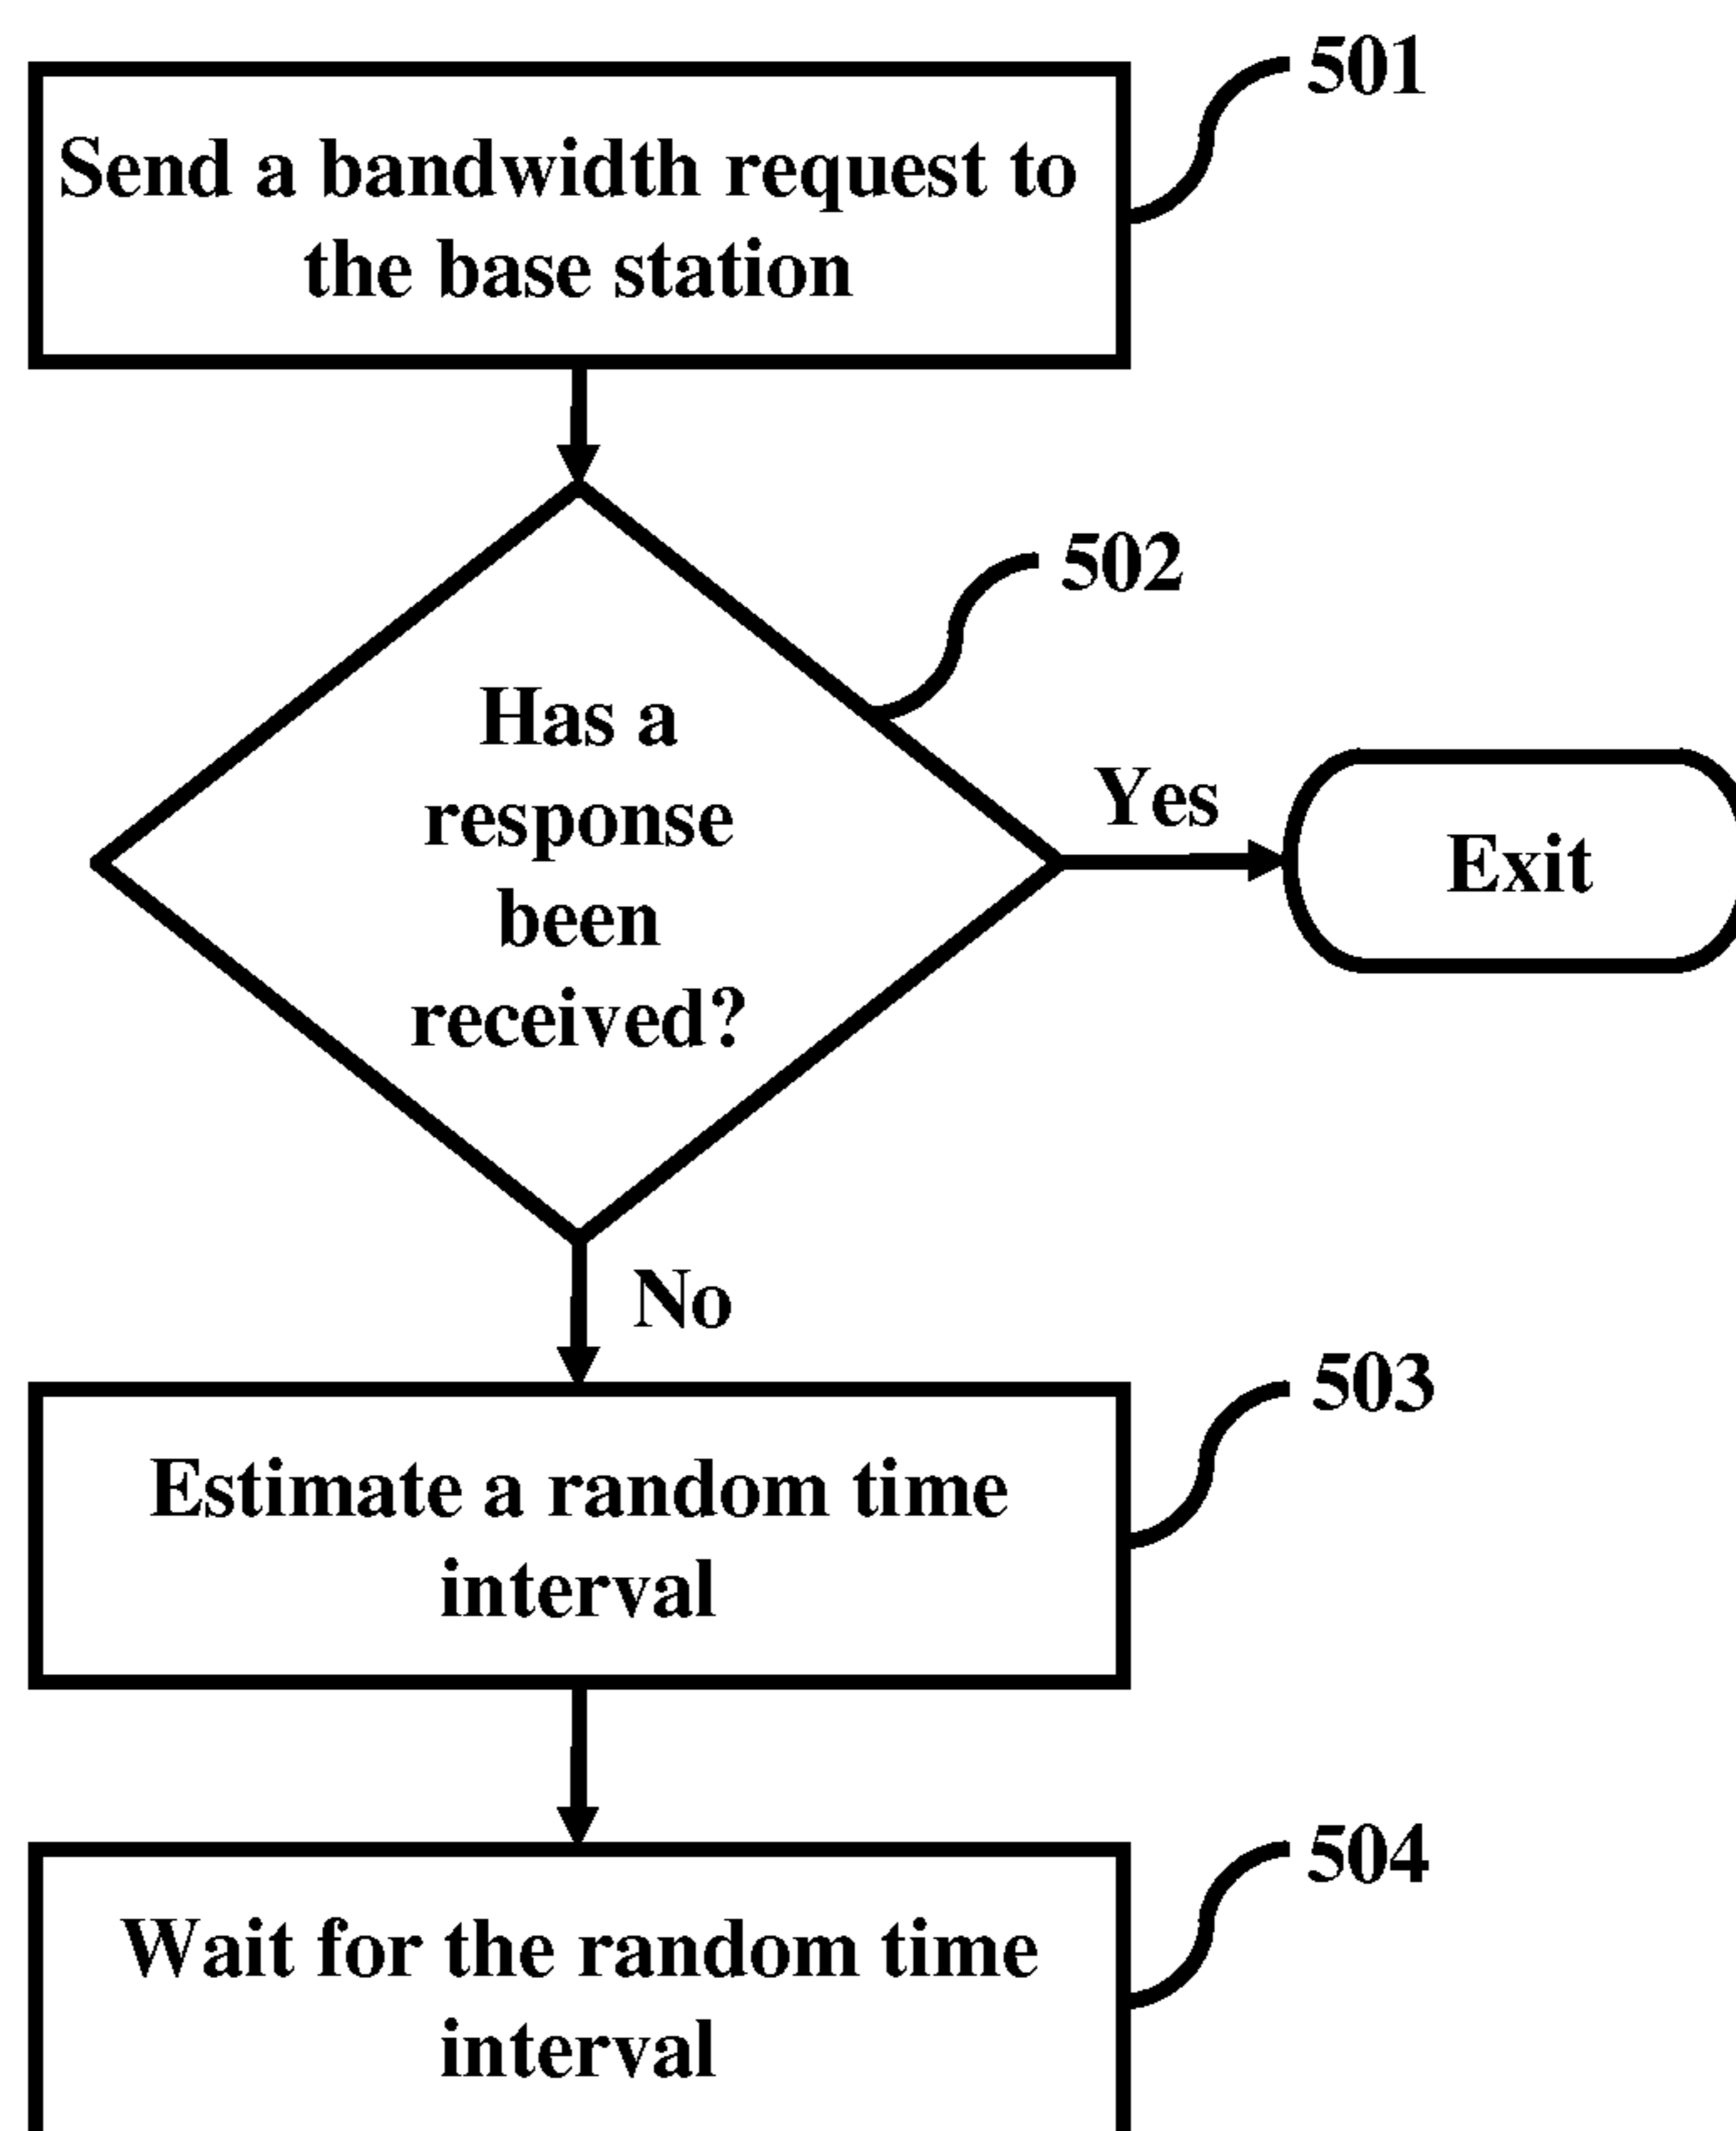 501
Send a bandwidth request to
the base station
502
Has a
response
been
received?
Yes
Exit
No
503
Estimate a random time
interval
504
Wait for the random time
interval